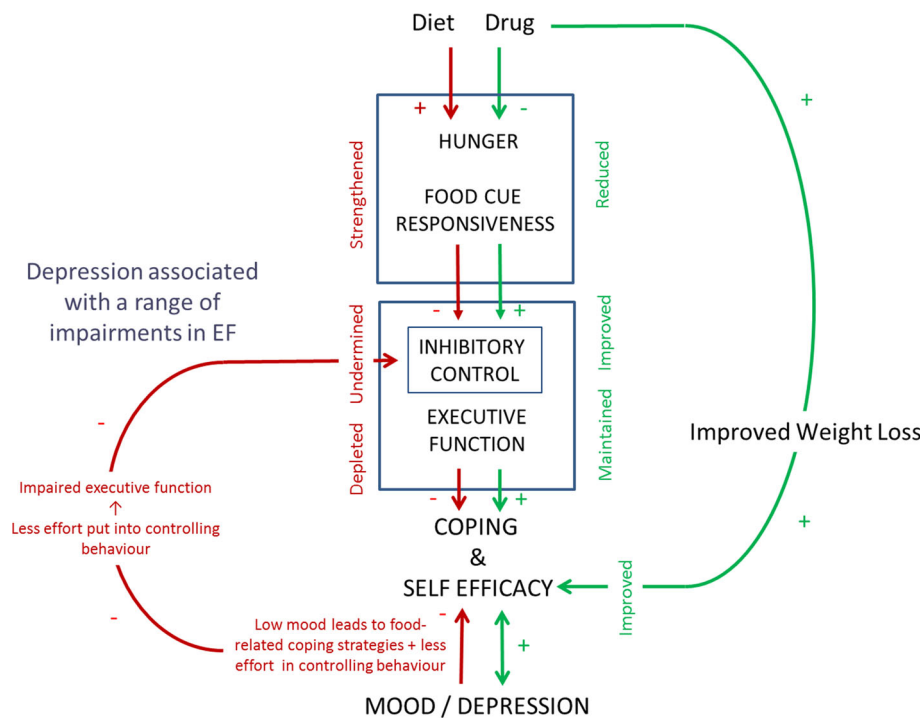 Diet Drug
+ -
+
HUNGER
FOOD CUE
RESPONSIVENESS
Strengthened
Reduced
Depression associated
with a range of
impairments in EF
- +
INHIBITORY
CONTROL
Undermined
Improved
EXECUTIVE
FUNCTION
Depleted
Maintained
-
Improved Weight Loss
Impaired executive function
↑
Less effort put into controlling
behaviour
- +
COPING
&
SELF EFFICACY
+
Improved
-
-
Low mood leads to food-
related coping strategies + less
effort in controlling behaviour
+
MOOD / DEPRESSION